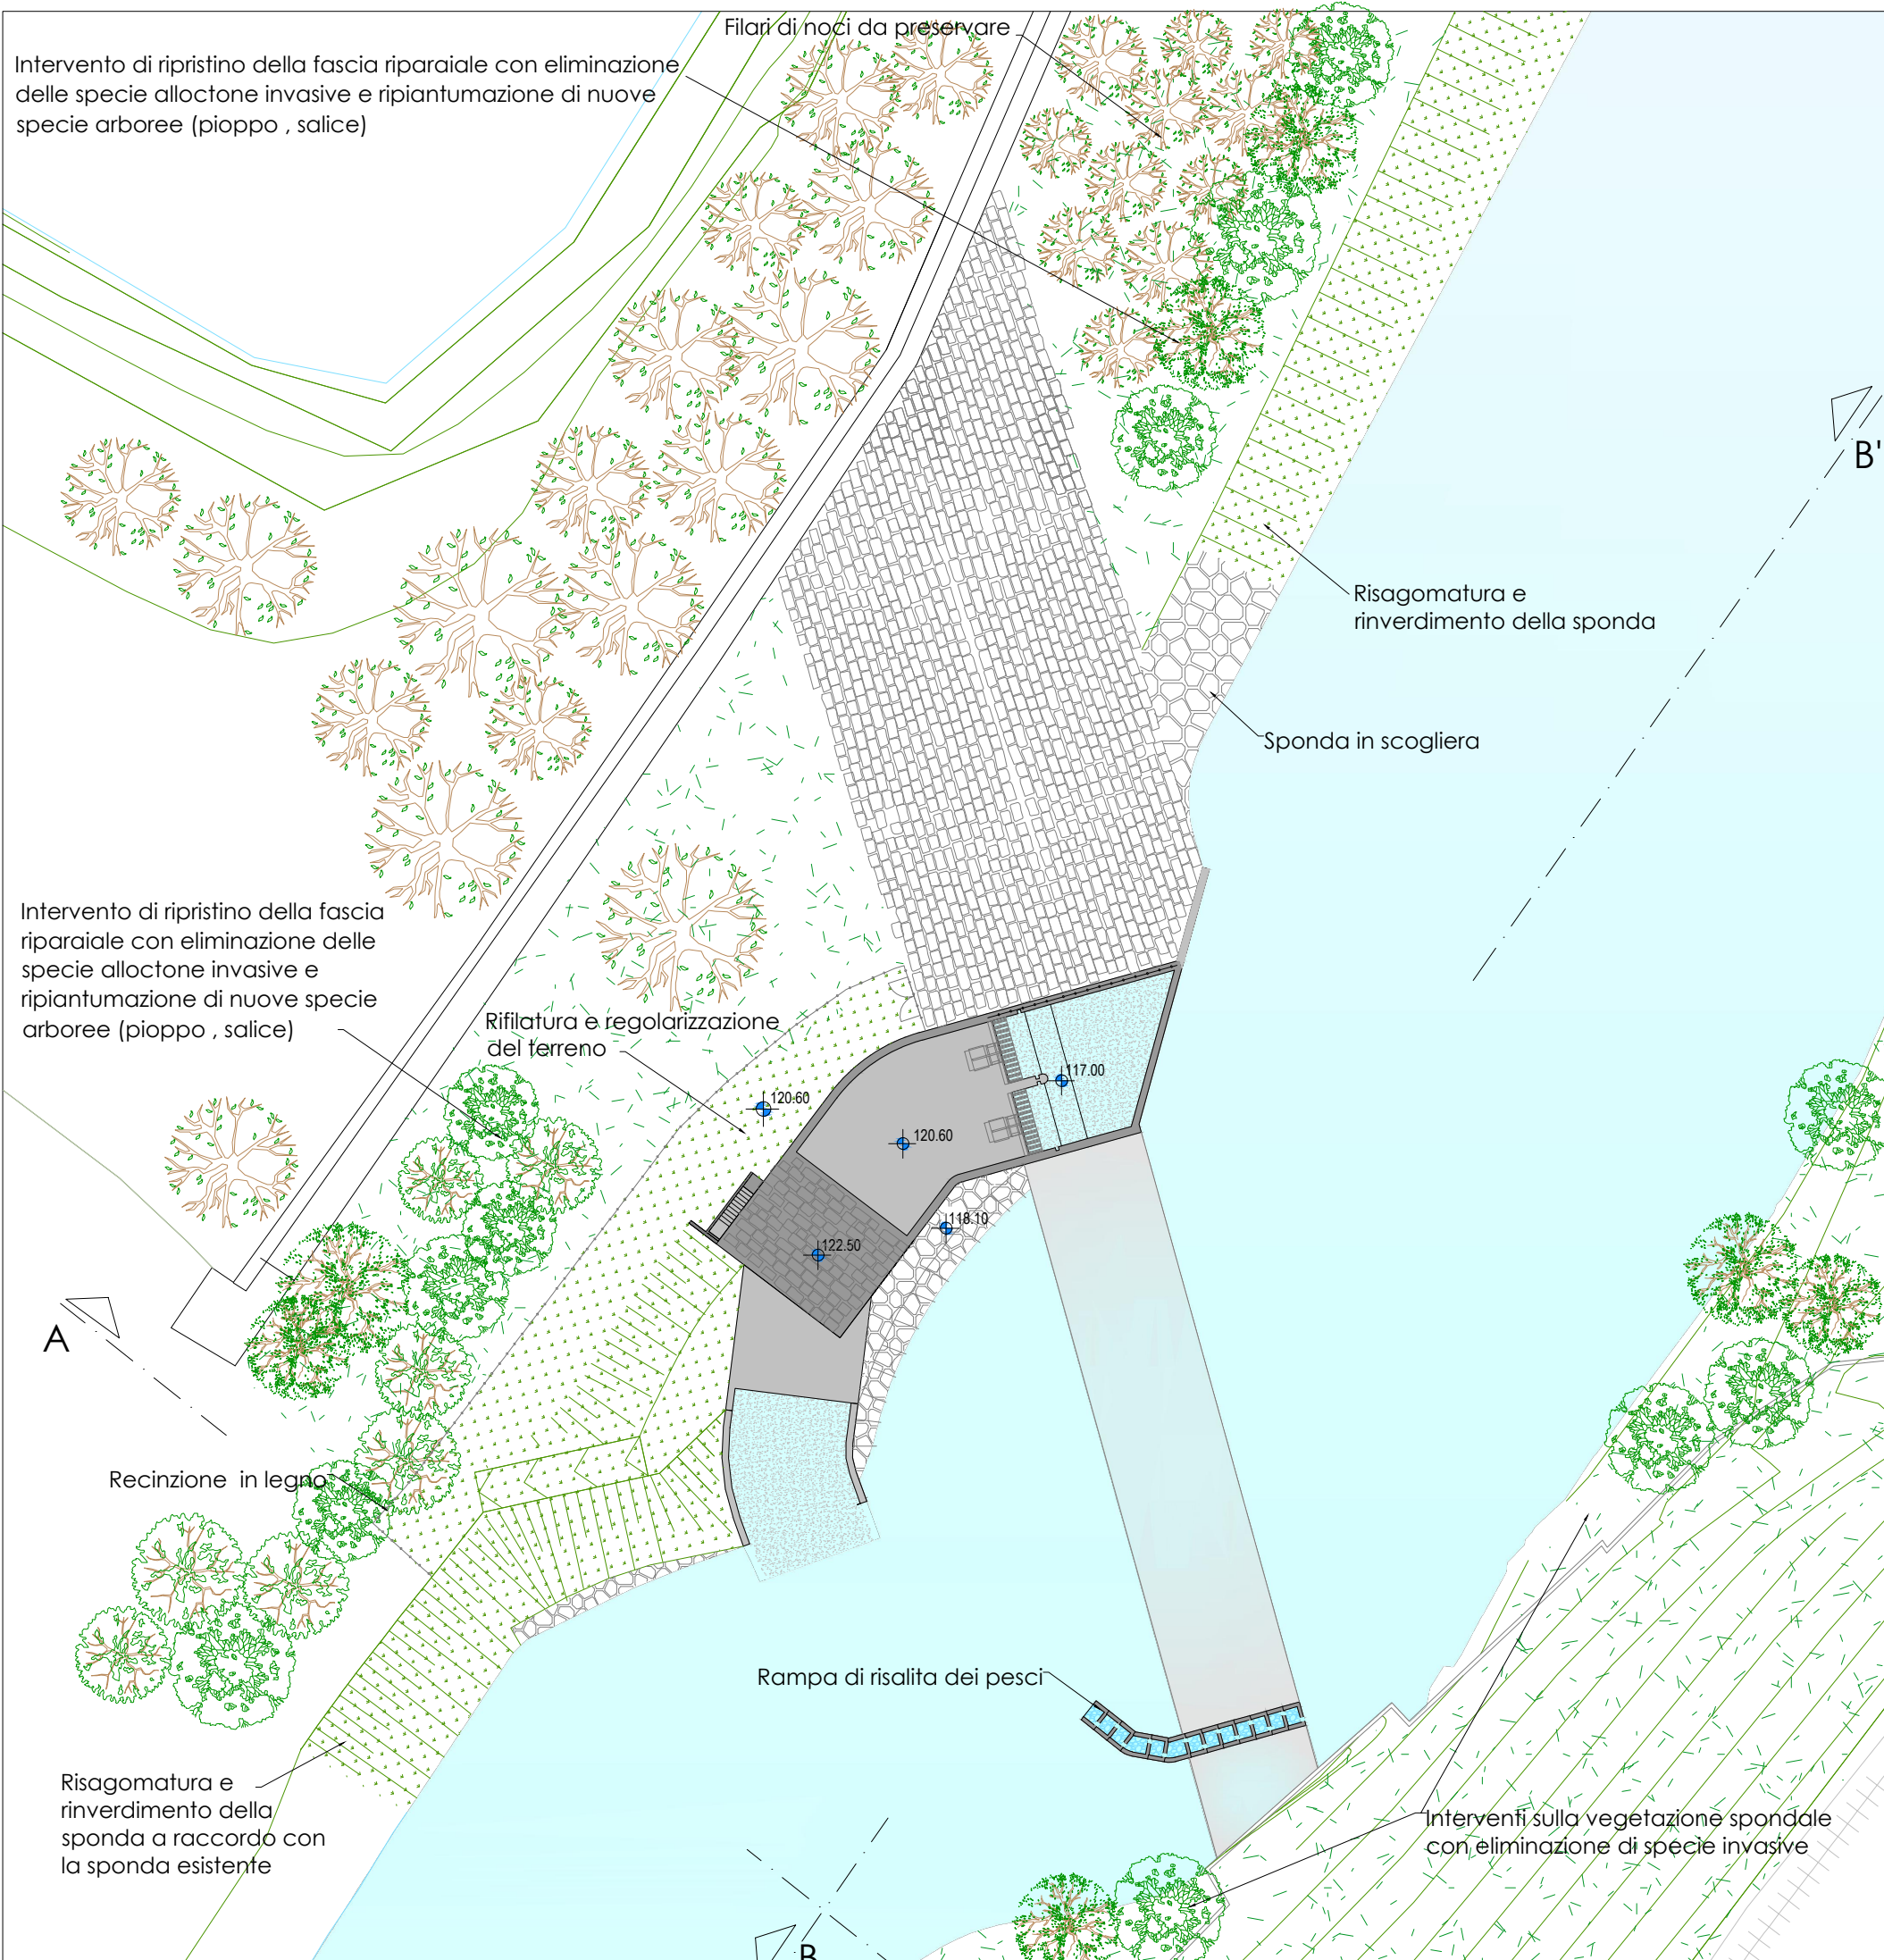 Filari di noci da preservare
Intervento di ripristino della fascia riparaiale con eliminazione
delle specie alloctone invasive e ripiantumazione di nuove
specie arboree (pioppo , salice)
B'
Risagomatura e
rinverdimento della sponda
Sponda in scogliera
Intervento di ripristino della fascia
riparaiale con eliminazione delle
specie alloctone invasive e
ripiantumazione di nuove specie
arboree (pioppo , salice)
Rifilatura e regolarizzazione
del terreno
117.00
120.60
120.60
118.10
122.50
A
Recinzione in legno
Rampa di risalita dei pesci
Risagomatura e
rinverdimento della
sponda a raccordo con
la sponda esistente
Interventi sulla vegetazione spondale
con eliminazione di specie invasive
B